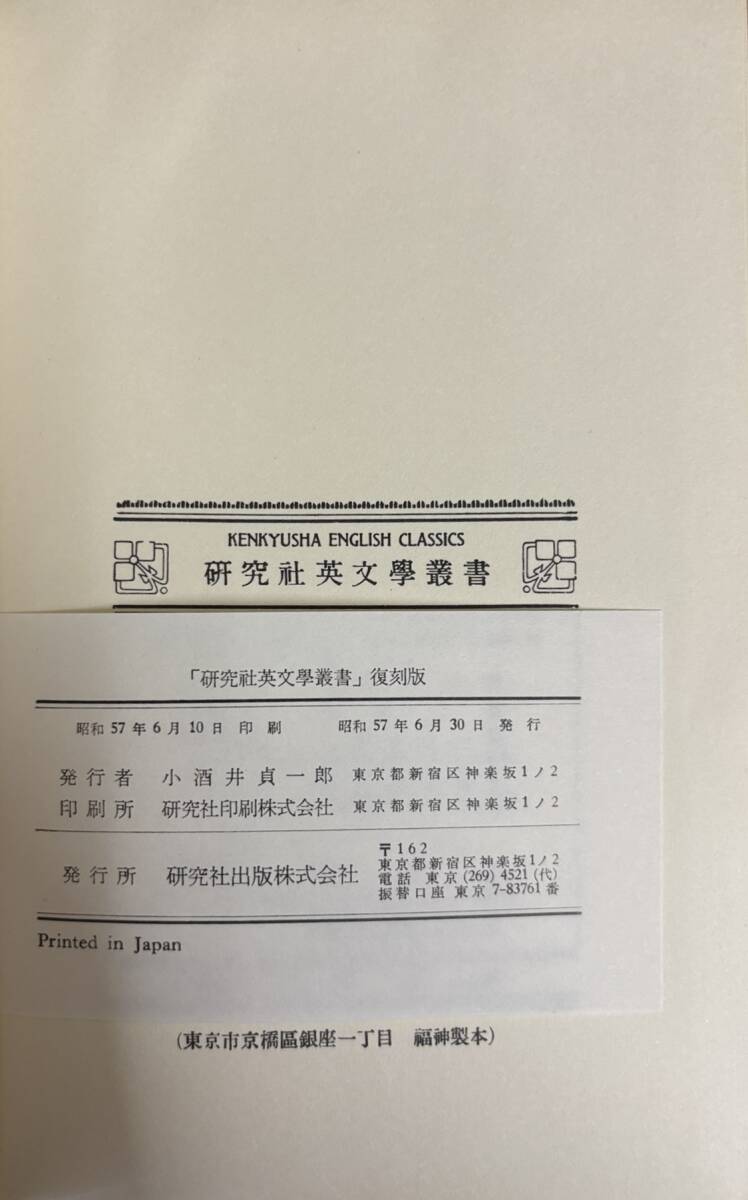 KENKYUSHA ENGLISH CLASSICS
研究社英文學叢書
「研究社英文學叢書」復刻版
昭和 57 年 6 月 10 日 印 刷　昭和 57 年 6 月 30 日 発 行
発行者　小酒井貞一郎　東京都新宿区神楽坂1ノ2
印刷所　研究社印刷株式会社　東京都新宿区神楽坂1ノ2
発行所　研究社出版株式会社
〒162
東京都新宿区神楽坂1ノ2
電話　東京 (269) 4521 (代)
振替口座 東京 7-83761 番
Printed in Japan
(東京市京橋區銀座一丁目　福神製本)